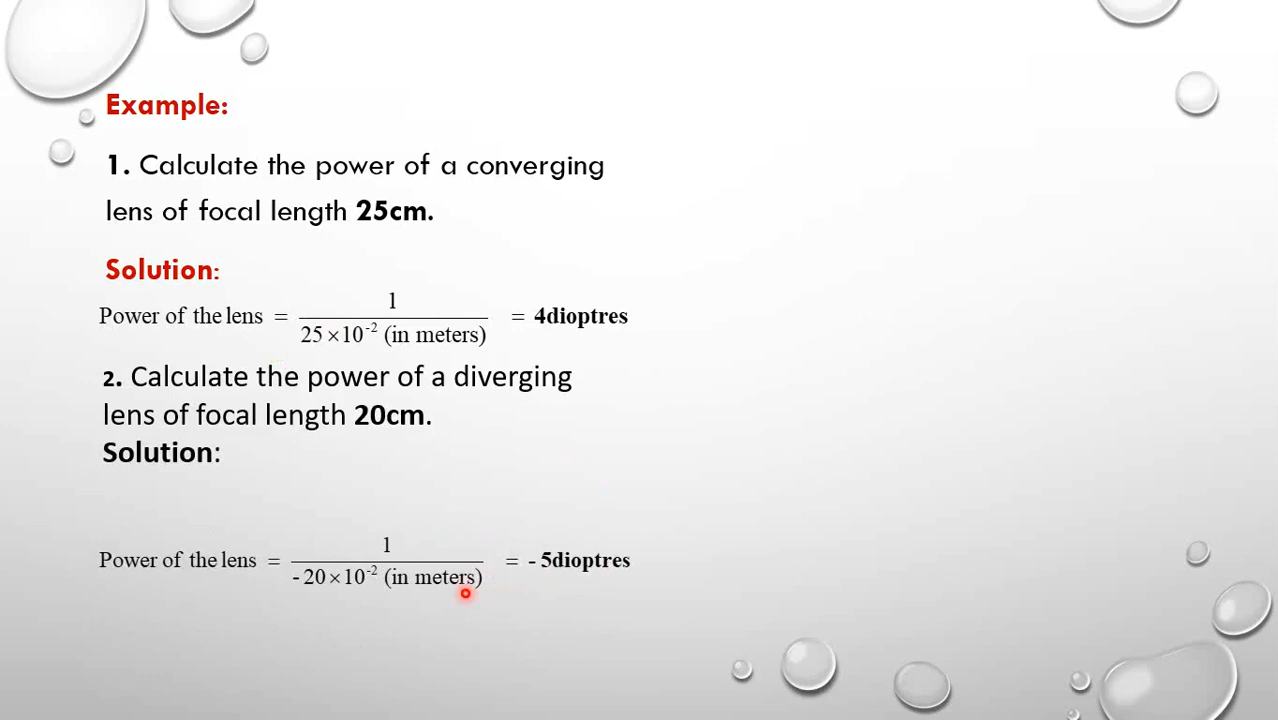 Example:
1. Calculate the power of a converging
lens of focal length 25cm.
Solution:
Power of the lens = 1 / 25 ×10^-2 (in meters) = 4dioptres
2. Calculate the power of a diverging
lens of focal length 20cm.
Solution:
Power of the lens = 1 / - 20 ×10^-2 (in meters) = - 5dioptres